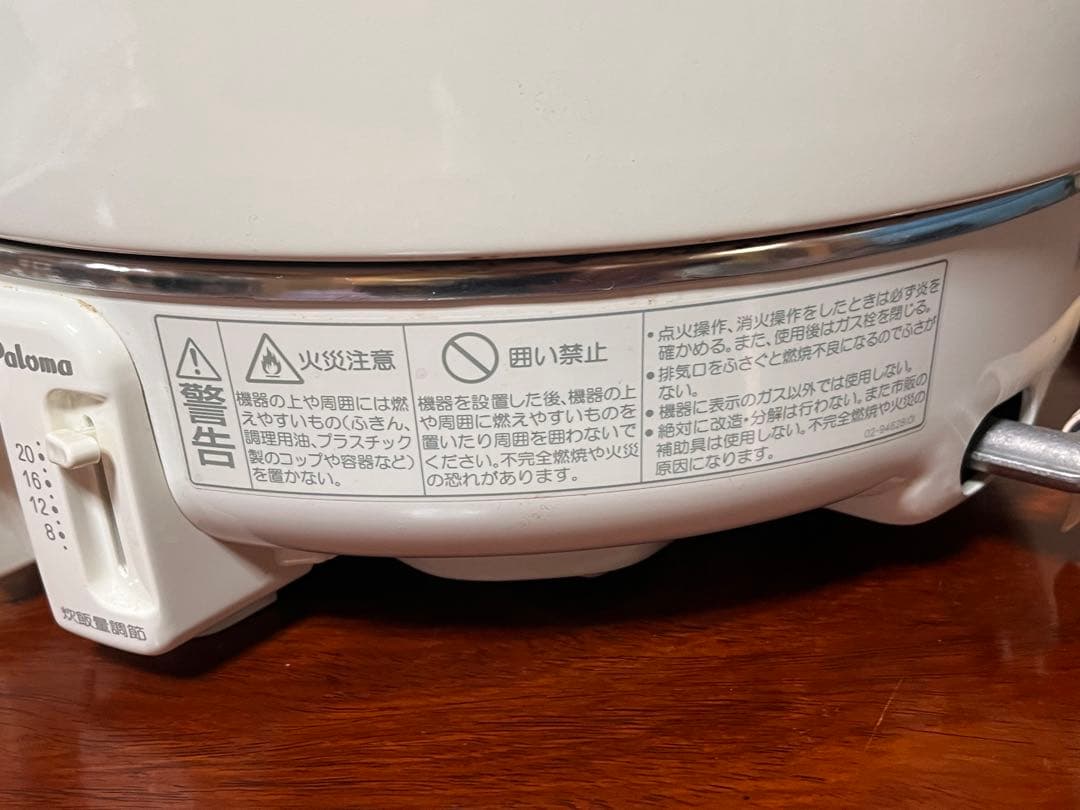 Paloma
20
16
12
8
炊飯量調節
警告
火災注意
機器の上や周囲には燃
えやすいもの(ふきん、
調理用油、プラスチック
製のコップや容器など)
を置かない。
囲い禁止
機器を設置した後、機器の上
や周囲に燃えやすいものを
置いたり周囲を囲わないで
ください。不完全燃焼や火災
の恐れがあります。
•点火操作、消火操作をしたときは必ず炎を
確かめる。また、使用後はガス栓を閉じる。
•排気口をふさぐと燃焼不良になるのでふさが
ない。
•機器に表示のガス以外では使用しない。
•絶対に改造・分解は行わない。また市販の
補助具は使用しない。不完全燃焼や火災の
原因になります。